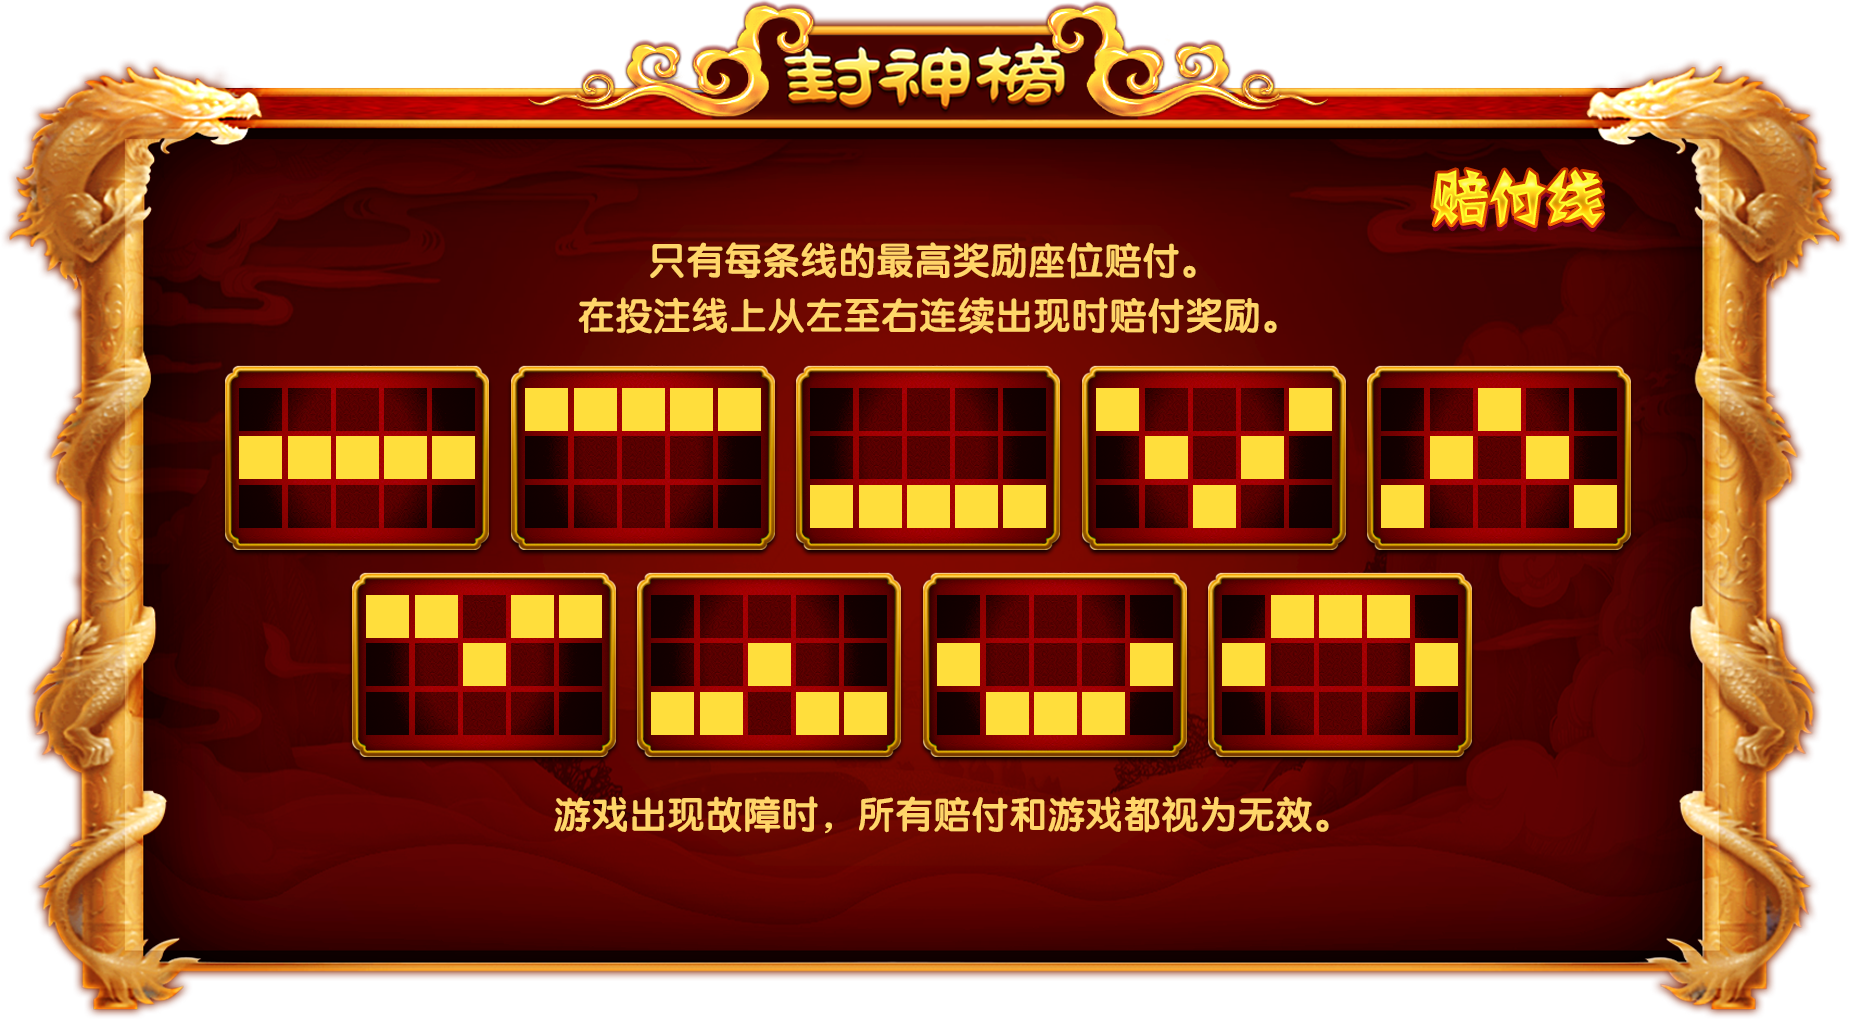 封神榜
赔付线
只有每条线的最高奖励座位赔付。
在投注线上从左至右连续出现时赔付奖励。
游戏出现故障时，所有赔付和游戏都视为无效。